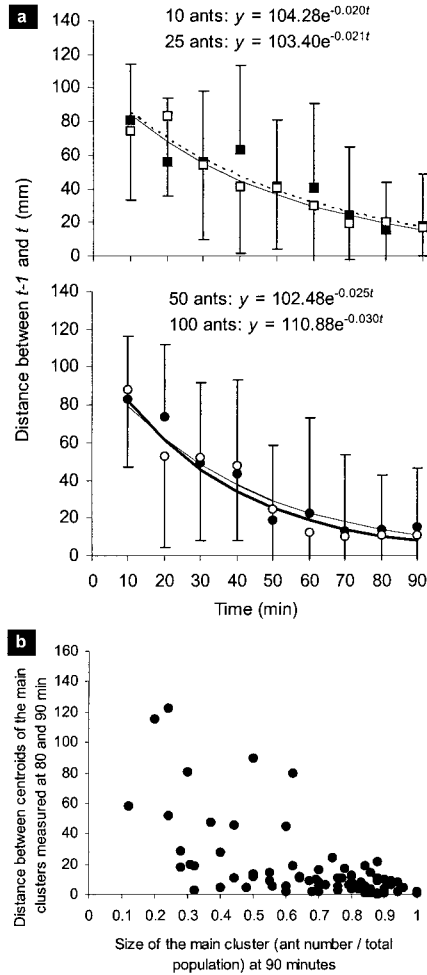 a
10 ants: y = 104.28e-0.020t
25 ants: y = 103.40e-0.021t
140
120
100
80
60
40
20
0
Distance between t-1 and t (mm)
50 ants: y = 102.48e-0.025t
100 ants: y = 110.88e-0.030t
140
120
100
80
60
40
20
0
0 10 20 30 40 50 60 70 80 90
Time (min)
b
Distance between centroids of the main
clusters measured at 80 and 90 min
160
140
120
100
80
60
40
20
0
0 0.1 0.2 0.3 0.4 0.5 0.6 0.7 0.8 0.9 1
Size of the main cluster (ant number / total
population) at 90 minutes